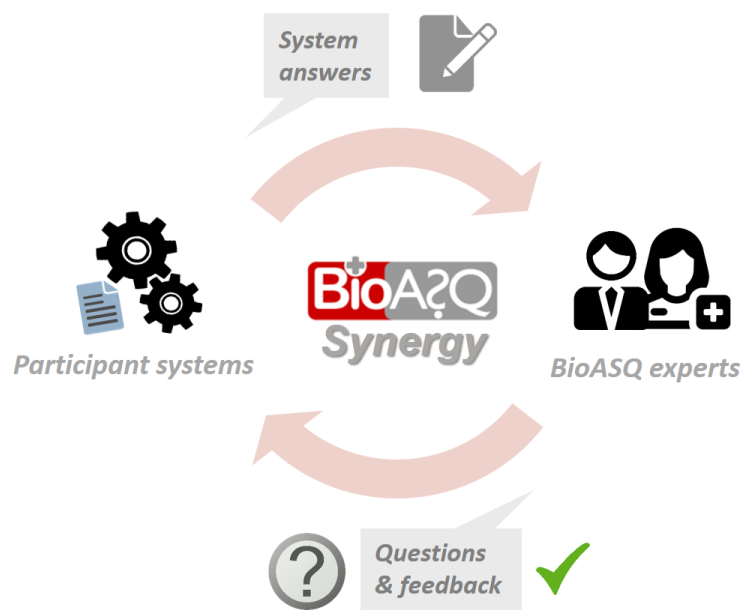 System
answers
BioASQ
Synergy
Participant systems
BioASQ experts
?
Questions
& feedback